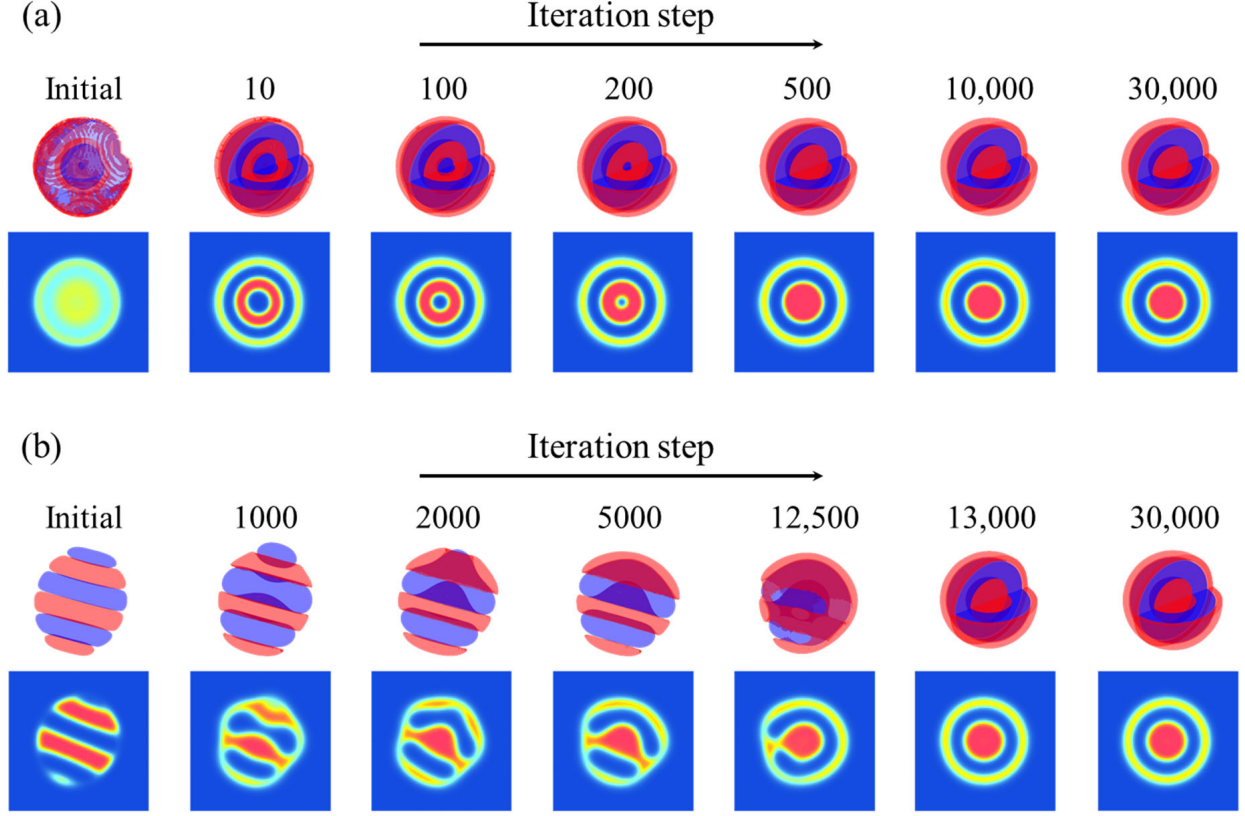 (a)
Iteration step
Initial 10 100 200 500 10,000 30,000
(b)
Iteration step
Initial 1000 2000 5000 12,500 13,000 30,000